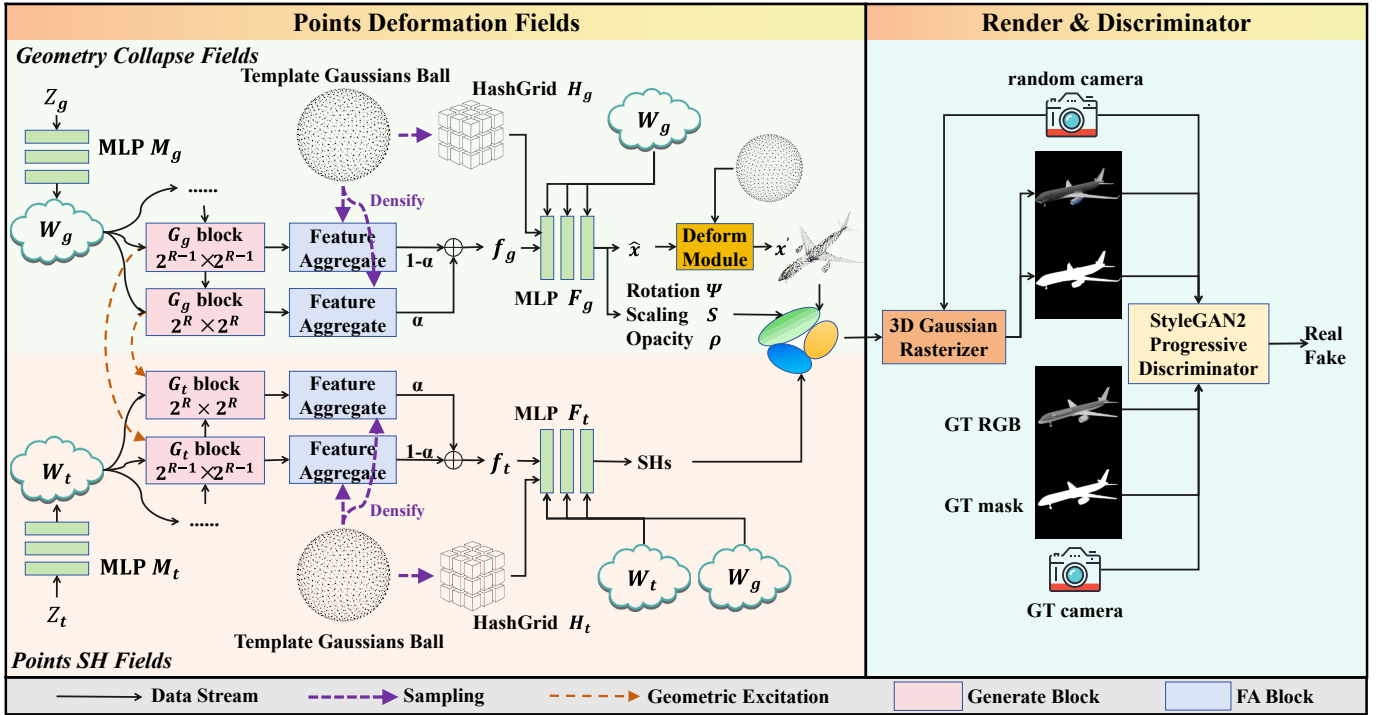 Points Deformation Fields
Render & Discriminator
Geometry Collapse Fields
Template Gaussians Ball
HashGrid H_g
random camera
Z_g
MLP M_g
W_g
W_g
......
Densify
G_g block
2^{R-1} × 2^{R-1}
Feature
Aggregate
1-α
f_g
x̂
Deform
Module
x'
MLP F_g
G_g block
2^R × 2^R
Feature
Aggregate
α
Rotation Ψ
Scaling S
Opacity ρ
3D Gaussian
Rasterizer
StyleGAN2
Progressive
Discriminator
Real
Fake
G_t block
2^R × 2^R
Feature
Aggregate
α
MLP F_t
GT RGB
W_t
G_t block
2^{R-1} × 2^{R-1}
Feature
Aggregate
1-α
f_t
SHs
GT mask
......
Densify
MLP M_t
Z_t
W_t
W_g
HashGrid H_t
GT camera
Template Gaussians Ball
Points SH Fields
Data Stream
Sampling
Geometric Excitation
Generate Block
FA Block